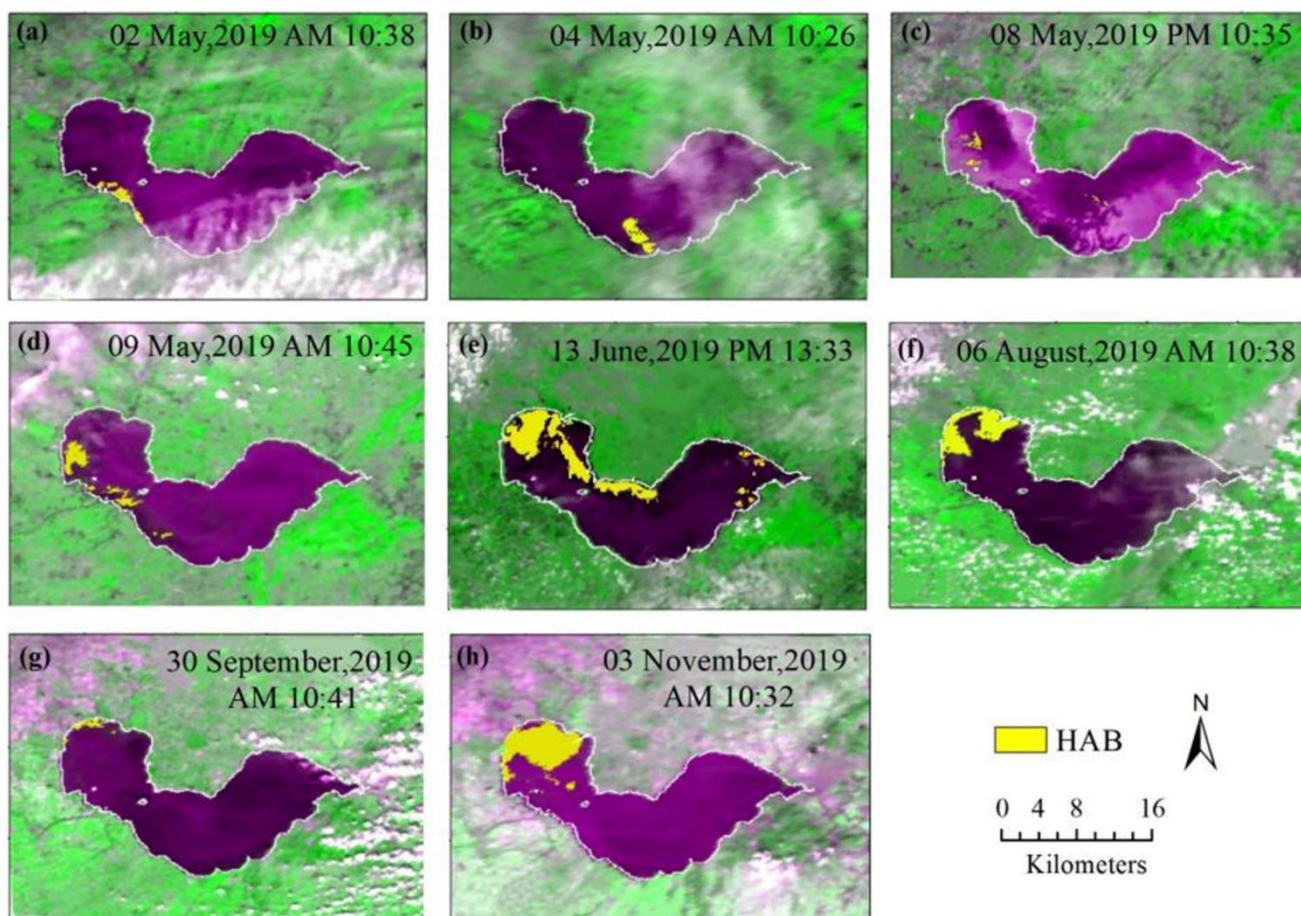 (a) 02 May,2019 AM 10:38
(b) 04 May,2019 AM 10:26
(c) 08 May,2019 PM 10:35
(d) 09 May,2019 AM 10:45
(e) 13 June,2019 PM 13:33
(f) 06 August,2019 AM 10:38
(g) 30 September,2019
AM 10:41
(h) 03 November,2019
AM 10:32
N
HAB
0 4 8 16
Kilometers